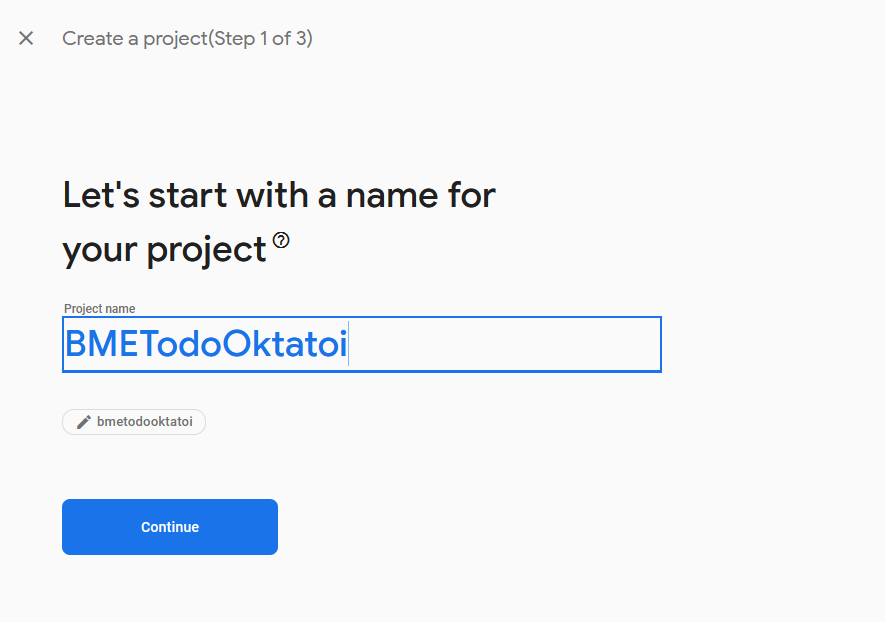 Create a project(Step 1 of 3)
Let's start with a name for
your project
Project name
BMETodoOktatoi
bmetodooktatoi
Continue